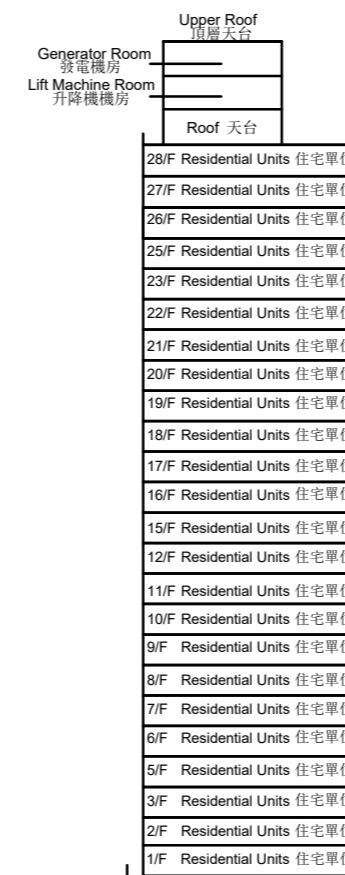 Upper Roof
頂層天台
Generator Room
發電機房
Lift Machine Room
升降機機房
Roof 天台
28/F Residential Units 住宅單
27/F Residential Units 住宅單
26/F Residential Units 住宅單
25/F Residential Units 住宅單
23/F Residential Units 住宅單
22/F Residential Units 住宅單
21/F Residential Units 住宅單
20/F Residential Units 住宅單
19/F Residential Units 住宅單
18/F Residential Units 住宅單
17/F Residential Units 住宅單
16/F Residential Units 住宅單
15/F Residential Units 住宅單
12/F Residential Units 住宅單
11/F Residential Units 住宅單
10/F Residential Units 住宅單
9/F Residential Units 住宅單
8/F Residential Units 住宅單
7/F Residential Units 住宅單
6/F Residential Units 住宅單
5/F Residential Units 住宅單
3/F Residential Units 住宅單
2/F Residential Units 住宅單
1/F Residential Units 住宅單